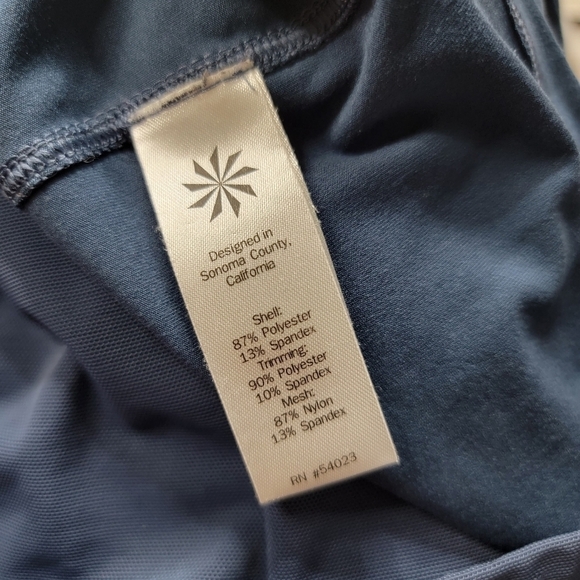 Designed in
Sonoma County,
California
Shell:
87% Polyester
13% Spandex
Trimming:
90% Polyester
10% Spandex
Mesh:
87% Nylon
13% Spandex
RN #54023